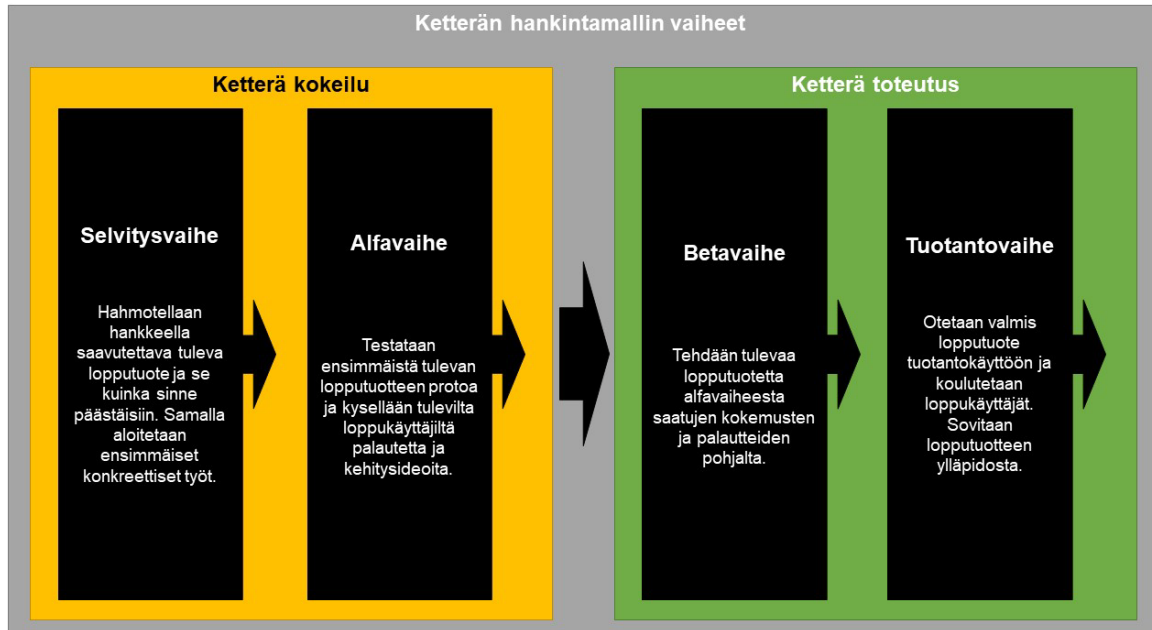 Ketterän hankintamallin vaiheet
Ketterä kokeilu
Selvitysvaihe
Hahmotellaan
hankkeella
saavutettava tuleva
lopputuote ja se
kuinka sinne
päästäisiin. Samalla
aloitetaan
ensimmäiset
konkreettiset työt.
Alfavaihe
Testataan
ensimmäistä tulevan
lopputuotteen protoa
ja kysellään tulevilta
loppukäyttäjiltä
palautetta ja
kehitysideoita.
Ketterä toteutus
Betavaihe
Tehdään tulevaa
lopputuotetta
alfavaiheesta
saatujen kokemusten
ja palautteiden
pohjalta.
Tuotantovaihe
Otetaan valmis
lopputuote
tuotantokäyttöön ja
koulutetaan
loppukäyttäjät.
Sovitaan
lopputuotteen
ylläpidosta.